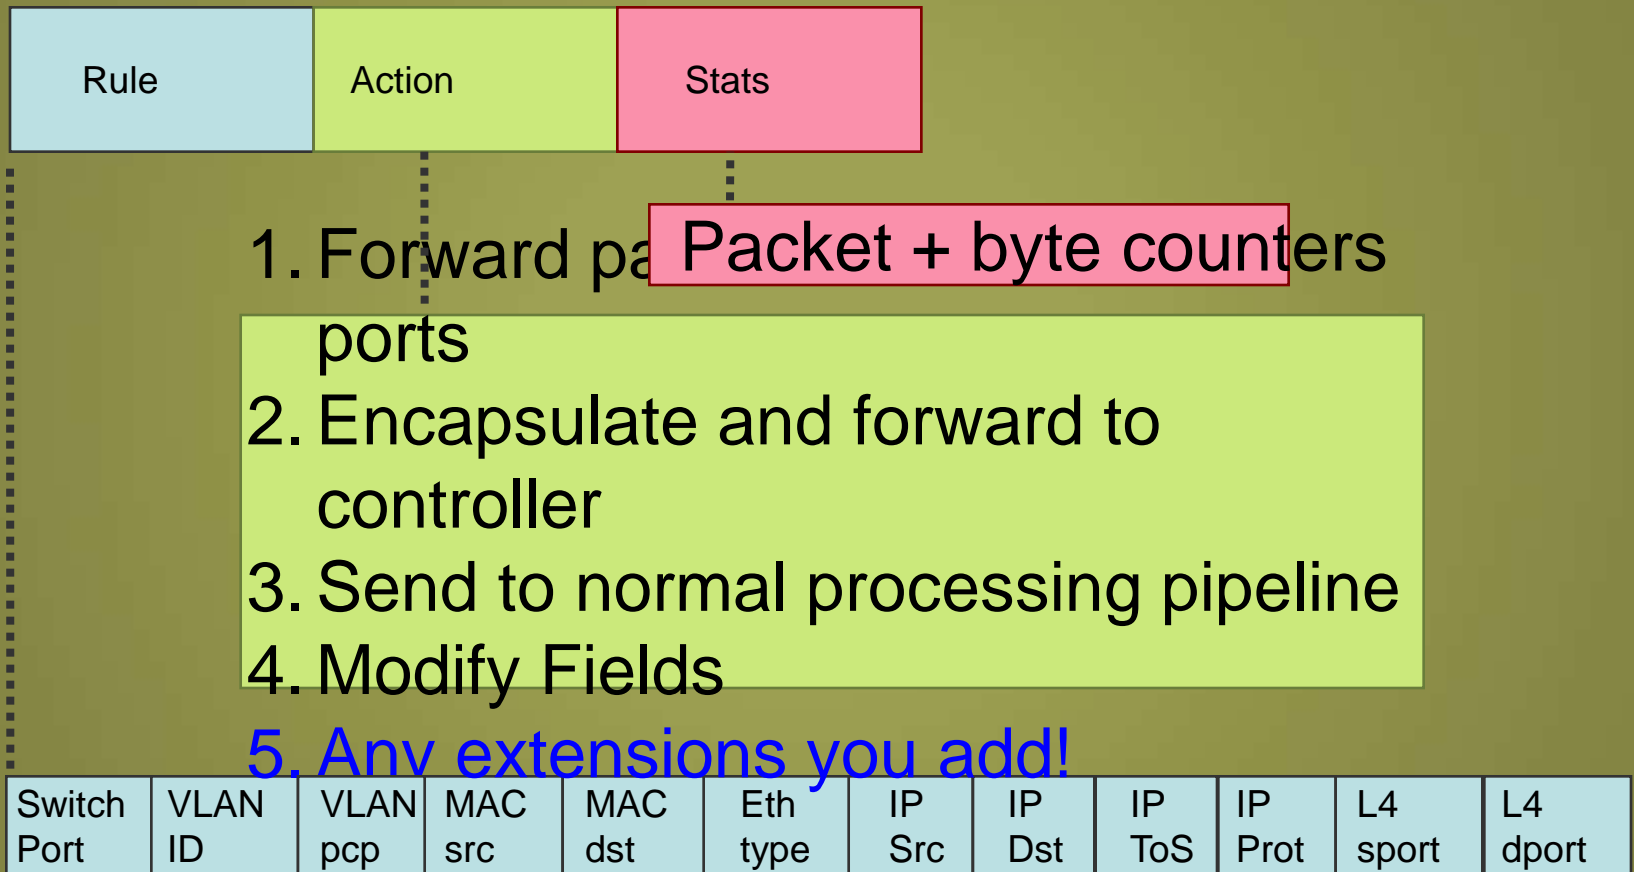 Rule
Action
Stats
Packet + byte counters
1. Forward
ports
2. Encapsulate and forward to
controller
3. Send to normal processing pipeline
4. Modify Fields
5. Any extensions you add!
Switch Port
VLAN ID
VLAN pcp
MAC src
MAC dst
Eth type
IP Src
IP Dst
IP ToS
IP Prot
L4 sport
L4 dport